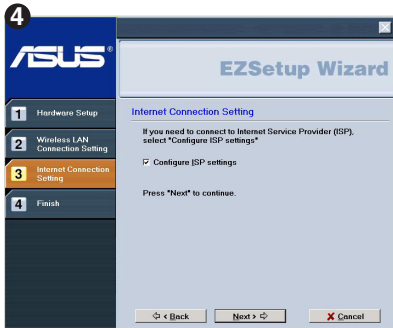 4
ASUS®
EZSetup Wizard
1 Hardware Setup
2 Wireless LAN
Connection Setting
3 Internet Connection
Setting
4 Finish
Internet Connection Setting
If you need to connect to Internet Service Provider (ISP),
select "Configure ISP settings"
Configure ISP settings
Press "Next" to continue.
< Back
Next >
Cancel